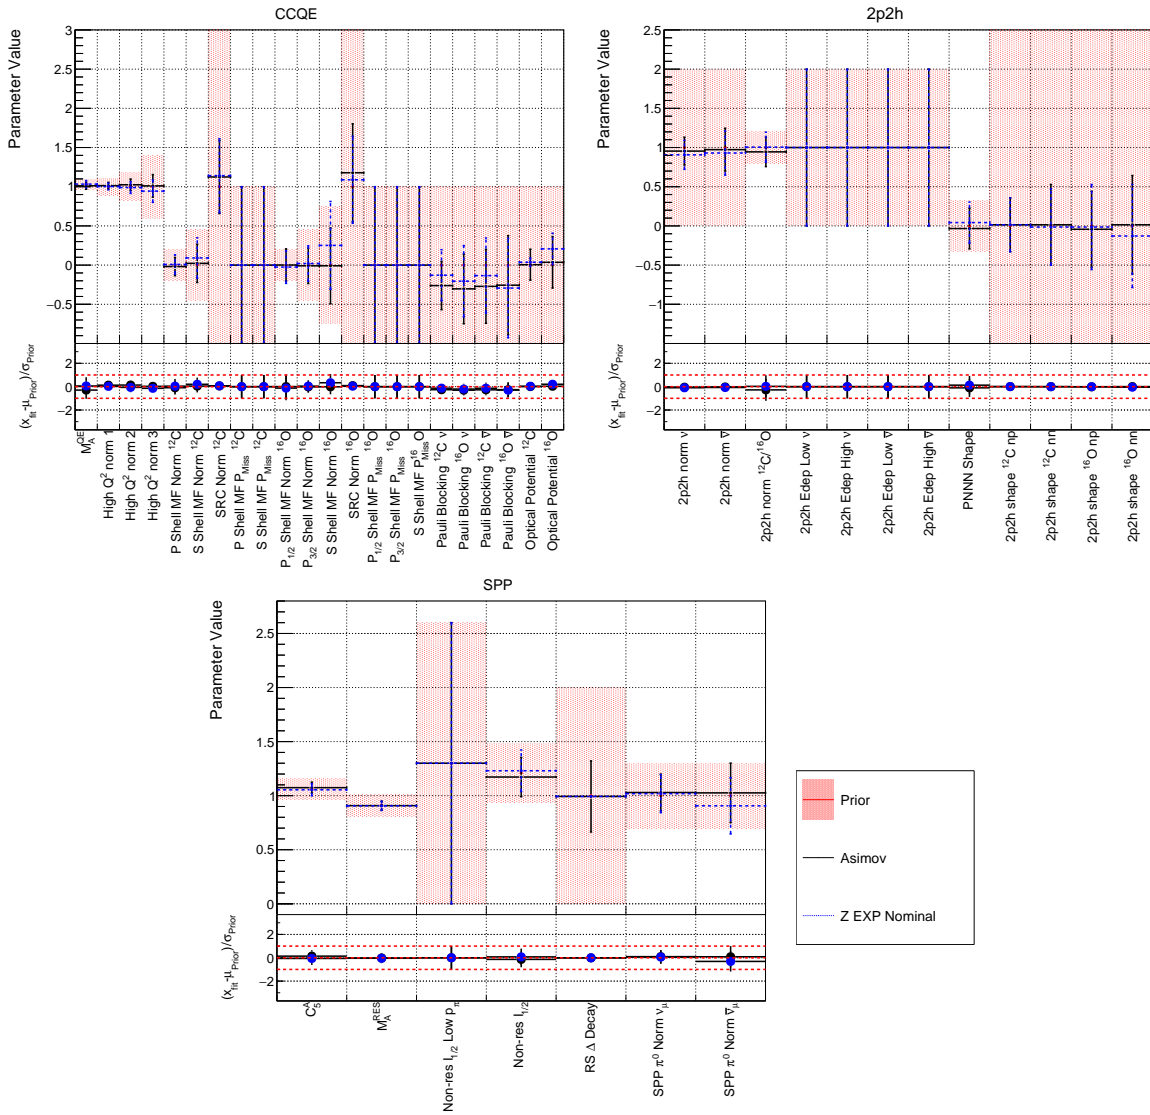 CCQE
Parameter Value
3
2.5
2
1.5
1
0.5
0
−0.5
(x_fit-μ_Prior)/σ_Prior
2
0
−2
M_A^QE
High Q² norm 1
High Q² norm 2
High Q² norm 3
P Shell MF Norm ¹²C
S Shell MF Norm ¹²C
SRC Norm ¹²C
P Shell MF P_Miss ¹²C
S Shell MF P_Miss ¹²C
P_1/2 Shell MF Norm ¹⁶O
P_3/2 Shell MF Norm ¹⁶O
S Shell MF Norm ¹⁶O
SRC Norm ¹⁶O
P_1/2 Shell MF P_Miss ¹⁶O
P_3/2 Shell MF P_Miss ¹⁶O
S Shell MF P_Miss ¹⁶O
Pauli Blocking ¹²C ν
Pauli Blocking ¹⁶O ν
Pauli Blocking ¹²C ν̅
Pauli Blocking ¹⁶O ν̅
Optical Potential ¹²C
Optical Potential ¹⁶O
2p2h
Parameter Value
2.5
2
1.5
1
0.5
0
−0.5
−1
(x_fit-μ_Prior)/σ_Prior
2
0
−2
2p2h norm ν
2p2h norm ν̅
2p2h norm ¹²C/¹⁶O
2p2h Edep Low ν
2p2h Edep High ν
2p2h Edep Low ν̅
2p2h Edep High ν̅
PNNN Shape
2p2h shape ¹²C np
2p2h shape ¹²C nn
2p2h shape ¹⁶O np
2p2h shape ¹⁶O nn
SPP
Parameter Value
2.5
2
1.5
1
0.5
0
(x_fit-μ_Prior)/σ_Prior
2
0
−2
C_5^A
M_A^RES
Non-res I_1/2 Low p_π
Non-res I_1/2
RS Δ Decay
SPP π⁰ Norm ν_μ
SPP π⁰ Norm ν̅_μ
Prior
Asimov
Z EXP Nominal